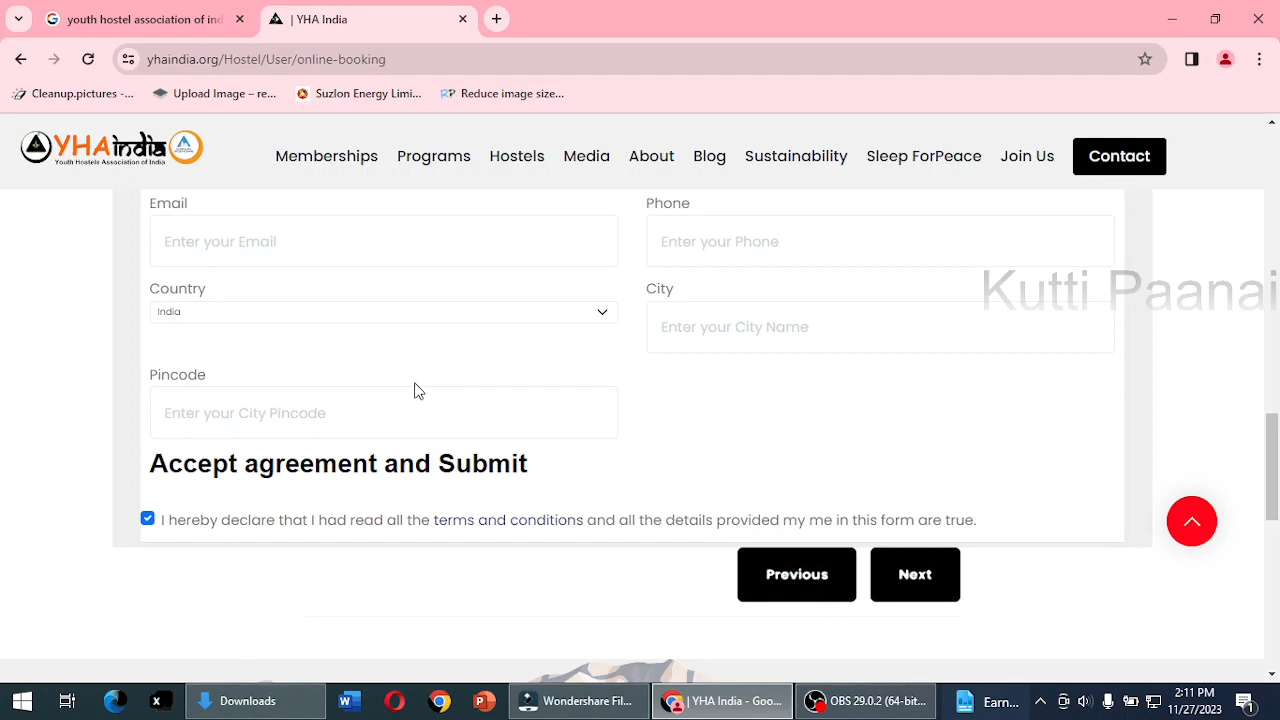 youth hostel association of ind
| YHA India
yhaindia.org/Hostel/User/online-booking
Cleanup.pictures -...
Upload Image – re...
Suzlon Energy Limi...
Reduce image size...
YHAindia
Youth Hostels Association of India
Memberships
Programs
Hostels
Media
About
Blog
Sustainability
Sleep ForPeace
Join Us
Contact
Email
Phone
Enter your Email
Enter your Phone
Kutti Paanai
Country
City
India
Enter your City Name
Pincode
Enter your City Pincode
Accept agreement and Submit
I hereby declare that I had read all the terms and conditions and all the details provided my me in this form are true.
Previous
Next
Downloads
Wondershare Fil...
| YHA India - Goo...
OBS 29.0.2 (64-bit...
Earn...
2:11 PM
11/27/2023